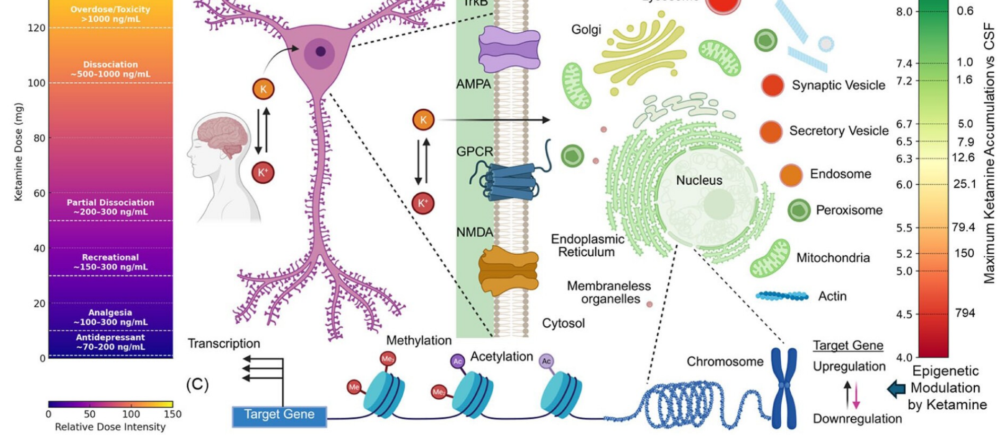 Overdose/Toxicity
>1000 ng/mL
Dissociation
~500–1000 ng/mL
Partial Dissociation
~200–300 ng/mL
Recreational
~150–300 ng/mL
Analgesia
~100–300 ng/mL
Antidepressant
~70–200 ng/mL
120
100
80
60
40
20
0
Ketamine Dose (mg)
0 50 100 150
Relative Dose Intensity
K
K+
TrkB
AMPA
K
GPCR
K+
NMDA
Golgi
Lysosome
Synaptic Vesicle
Secretory Vesicle
Endosome
Peroxisome
Mitochondria
Actin
Nucleus
Endoplasmic
Reticulum
Membraneless
organelles
Cytosol
8.0 0.6
7.4 1.0
7.2 1.6
6.7 5.0
6.5 7.9
6.3 12.6
6.0 25.1
5.5 79.4
5.2 150
5.0
4.5 794
4.0
Maximum Ketamine Accumulation vs CSF
(C)
Transcription
Target Gene
Methylation
Me
Me₃
Acetylation
Ac
Me₂
Ac
Chromosome
Target Gene
Upregulation
Downregulation
Epigenetic
Modulation
by Ketamine